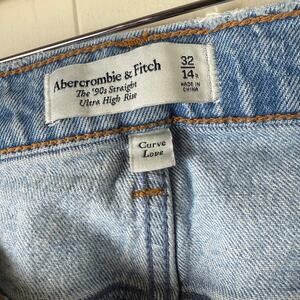 Abercrombie & Fitch
The '90s Straight
Ultra High Rise
32
14R
MADE IN
CHINA
Curve
Love